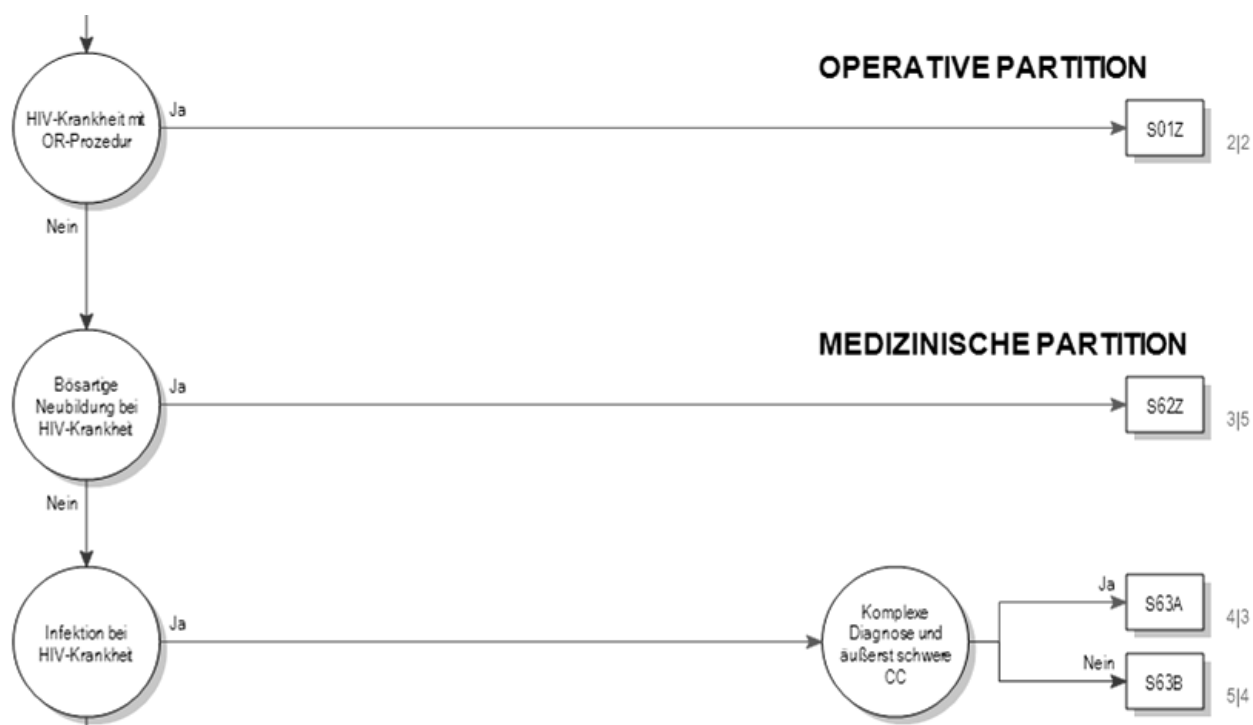 OPERATIVE PARTITION
HIV-Krankheit mit
OR-Prozedur
Ja
S01Z
2|2
Nein
MEDIZINISCHE PARTITION
Bösartige
Neubildung bei
HIV-Krankheit
Ja
S62Z
3|5
Nein
Infektion bei
HIV-Krankheit
Ja
Komplexe
Diagnose und
äußerst schwere
CC
Ja
S63A
4|3
Nein
S63B
5|4